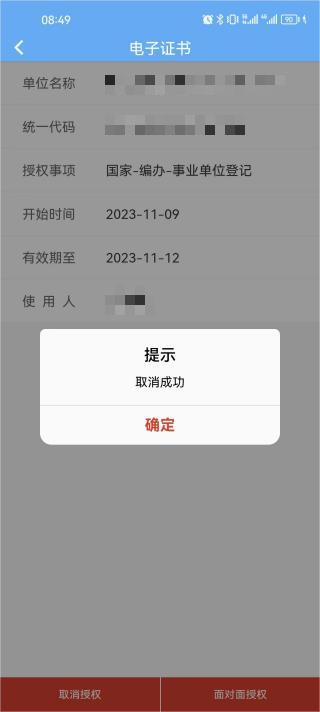 08:49
90
电子证书
单位名称
统一代码
授权事项 国家-编办-事业单位登记
开始时间 2023-11-09
有效期至 2023-11-12
使用人
提示
取消成功
确定
取消授权 面对面授权